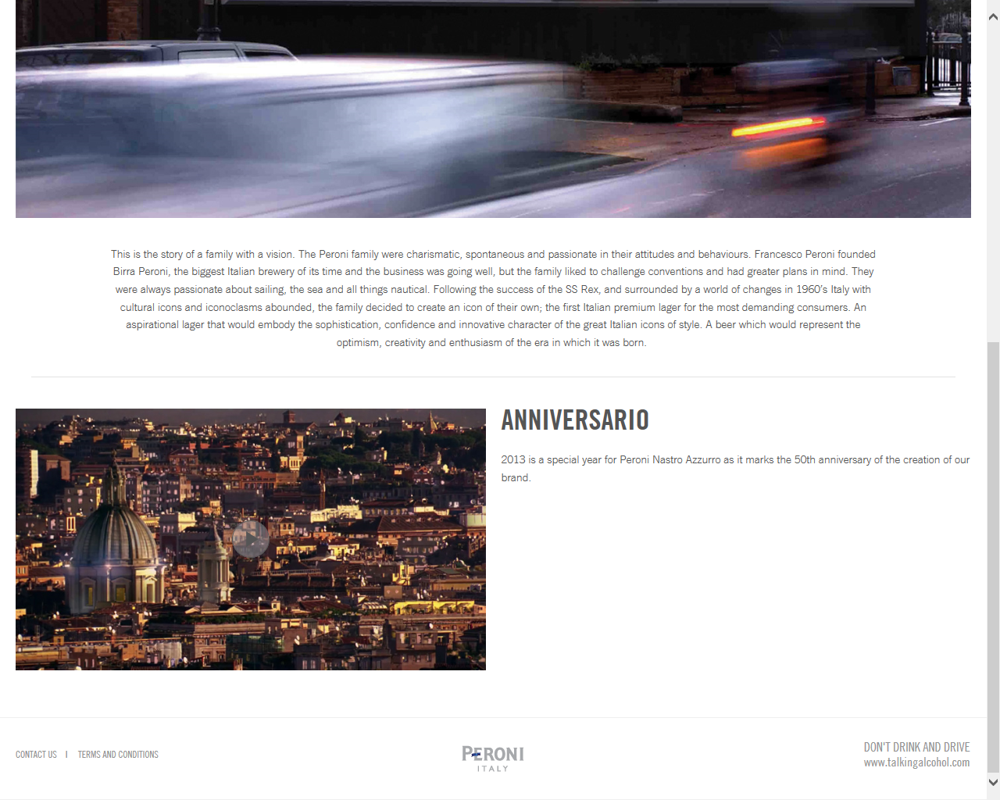 This is the story of a family with a vision. The Peroni family were charismatic, spontaneous and passionate in their attitudes and behaviours. Francesco Peroni founded
Birra Peroni, the biggest Italian brewery of its time and the business was going well, but the family liked to challenge conventions and had greater plans in mind. They
were always passionate about sailing, the sea and all things nautical. Following the success of the SS Rex, and surrounded by a world of changes in 1960's Italy with
cultural icons and iconoclasms abounded, the family decided to create an icon of their own; the first Italian premium lager for the most demanding consumers. An
aspirational lager that would embody the sophistication, confidence and innovative character of the great Italian icons of style. A beer which would represent the
optimism, creativity and enthusiasm of the era in which it was born.
ANNIVERSARIO
2013 is a special year for Peroni Nastro Azzurro as it marks the 50th anniversary of the creation of our
brand.
CONTACT US | TERMS AND CONDITIONS
PERONI
ITALY
DON'T DRINK AND DRIVE
www.talkingalcohol.com